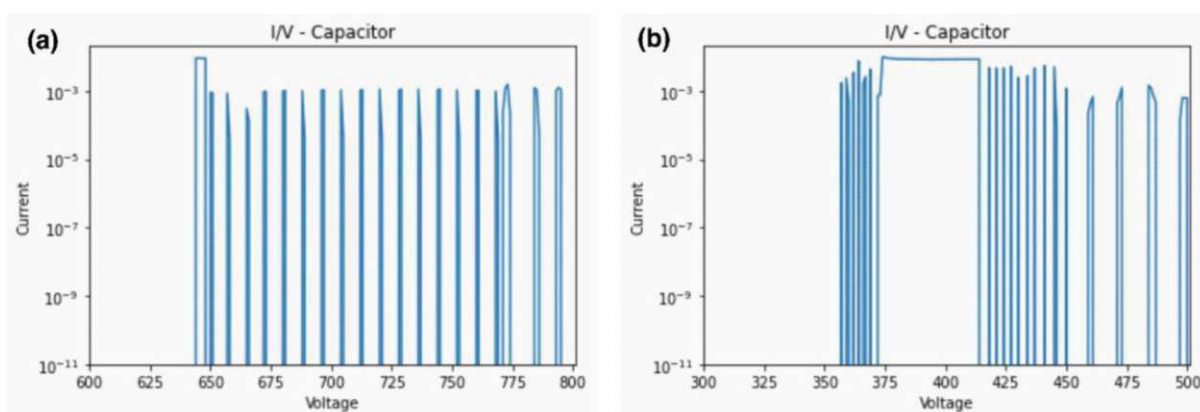 (a)
I/V - Capacitor
10⁻³
10⁻⁵
10⁻⁷
10⁻⁹
10⁻¹¹
Current
600 625 650 675 700 725 750 775 800
Voltage
(b)
I/V - Capacitor
10⁻³
10⁻⁵
10⁻⁷
10⁻⁹
10⁻¹¹
Current
300 325 350 375 400 425 450 475 500
Voltage